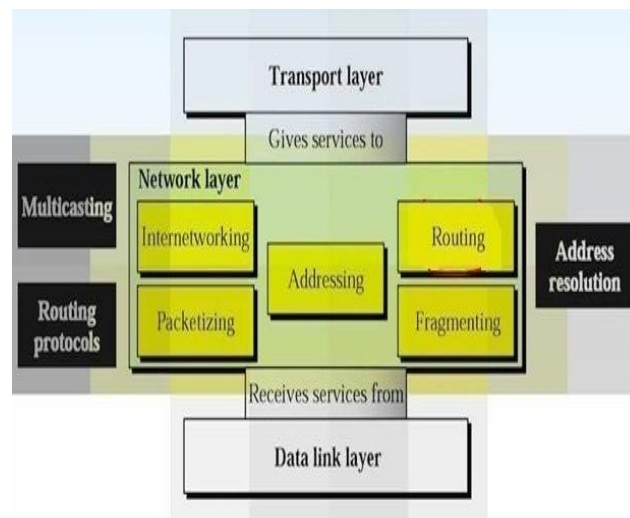 Transport layer
Gives services to
Network layer
Multicasting
Internetworking
Routing
Addressing
Address
resolution
Routing
protocols
Packetizing
Fragmenting
Receives services from
Data link layer